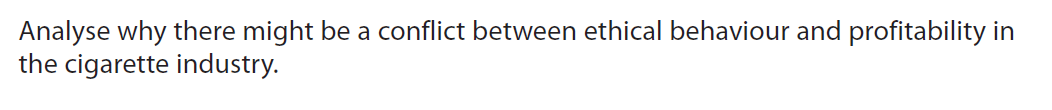 Analyse why there might be a conflict between ethical behaviour and profitability in
the cigarette industry.